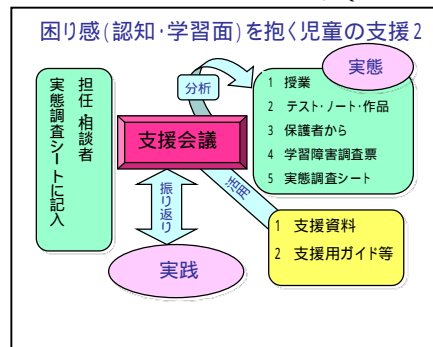 困り感(認知・学習面)を抱く児童の支援2
担任・相談者
実態調査シートに記入
分析
実態
1 授業
2 テスト・ノート・作品
3 保護者から
4 学習障害調査票
5 実態調査シート
支援会議
振り返り
活用
1 支援資料
2 支援用ガイド等
実践